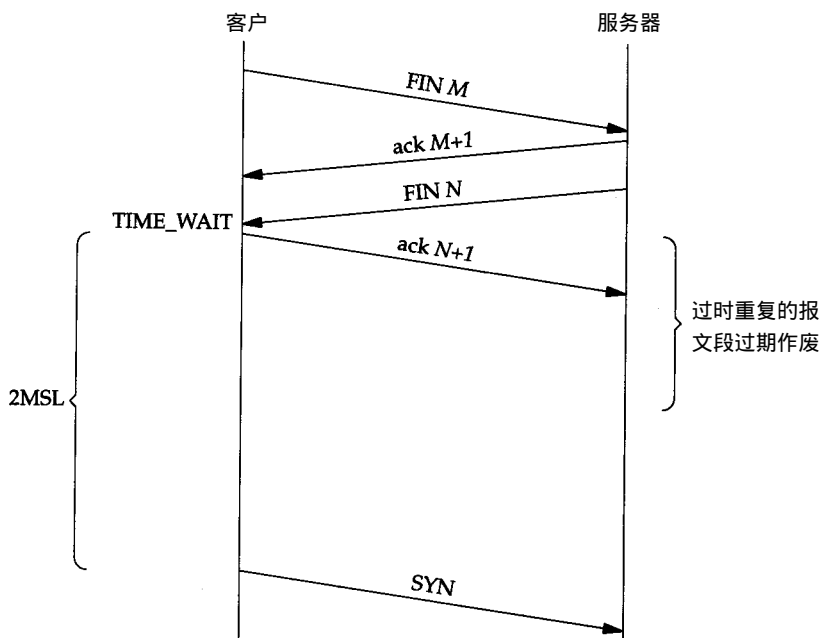 客户
服务器
FIN M
ack M+1
FIN N
TIME_WAIT
ack N+1
过时重复的报
文段过期作废
2MSL
SYN